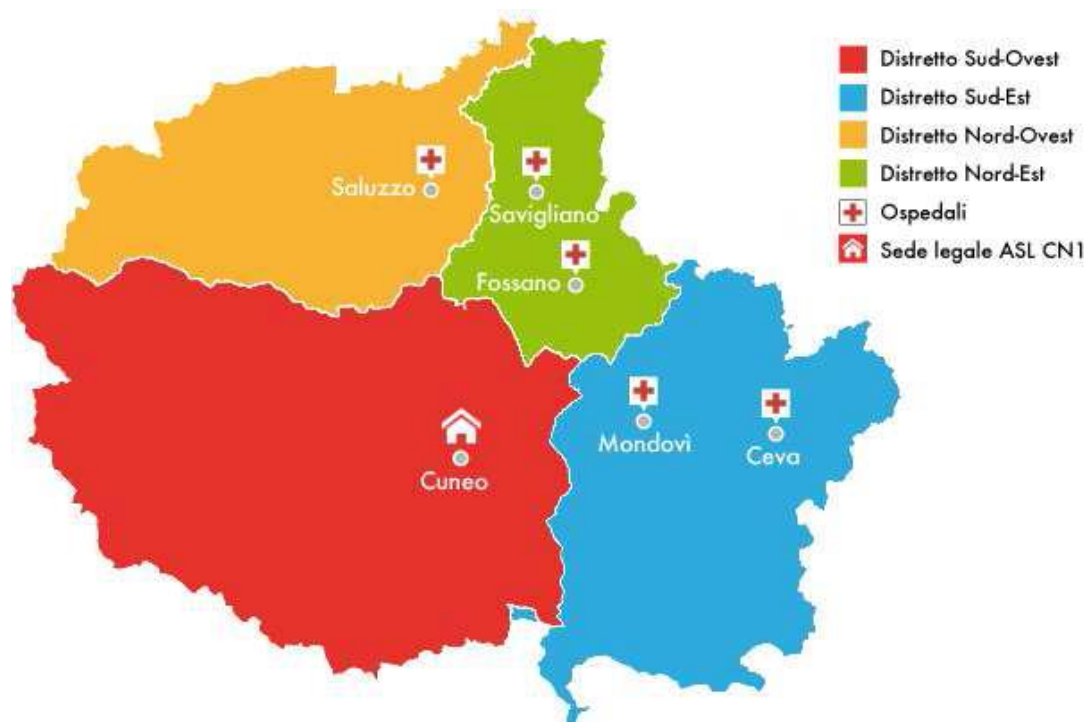 Distretto Sud-Ovest
Distretto Sud-Est
Distretto Nord-Ovest
Distretto Nord-Est
Ospedali
Sede legale ASL CN1
Saluzzo
Savigliano
Fossano
Mondovì
Ceva
Cuneo